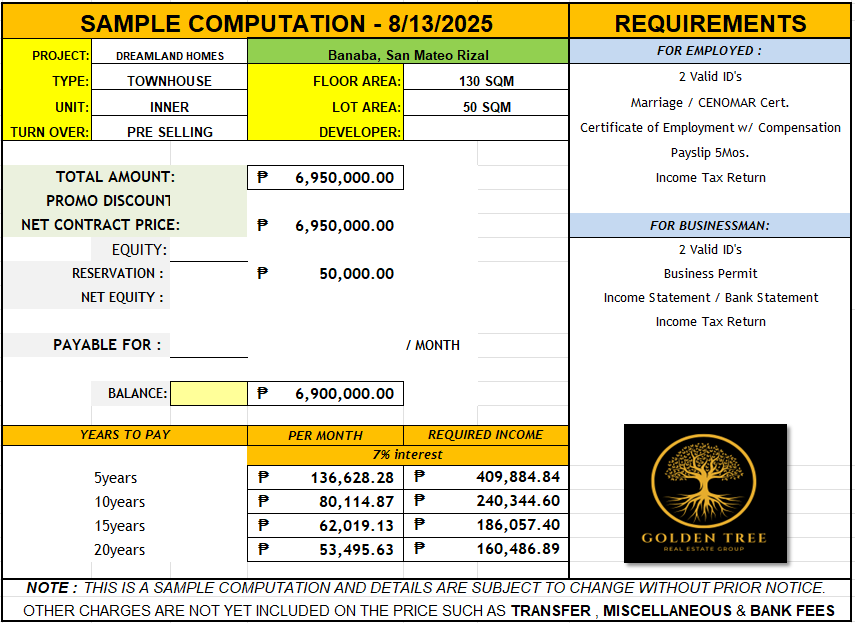 SAMPLE COMPUTATION - 8/13/2025
PROJECT: DREAMLAND HOMES Banaba, San Mateo Rizal
TYPE: TOWNHOUSE FLOOR AREA: 130 SQM
UNIT: INNER LOT AREA: 50 SQM
TURN OVER: PRE SELLING DEVELOPER:
TOTAL AMOUNT: ₱ 6,950,000.00
PROMO DISCOUNT
NET CONTRACT PRICE: ₱ 6,950,000.00
EQUITY:
RESERVATION : ₱ 50,000.00
NET EQUITY :
PAYABLE FOR : / MONTH
BALANCE: ₱ 6,900,000.00
YEARS TO PAY PER MONTH REQUIRED INCOME
7% interest
5years ₱ 136,628.28 ₱ 409,884.84
10years ₱ 80,114.87 ₱ 240,344.60
15years ₱ 62,019.13 ₱ 186,057.40
20years ₱ 53,495.63 ₱ 160,486.89
REQUIREMENTS
FOR EMPLOYED :
2 Valid ID's
Marriage / CENOMAR Cert.
Certificate of Employment w/ Compensation
Payslip 5Mos.
Income Tax Return
FOR BUSINESMAN:
2 Valid ID's
Business Permit
Income Statement / Bank Statement
Income Tax Return
GOLDEN TREE
REAL ESTATE GROUP
NOTE : THIS IS A SAMPLE COMPUTATION AND DETAILS ARE SUBJECT TO CHANGE WITHOUT PRIOR NOTICE.
OTHER CHARGES ARE NOT YET INCLUDED ON THE PRICE SUCH AS TRANSFER , MISCELLANEOUS & BANK FEES